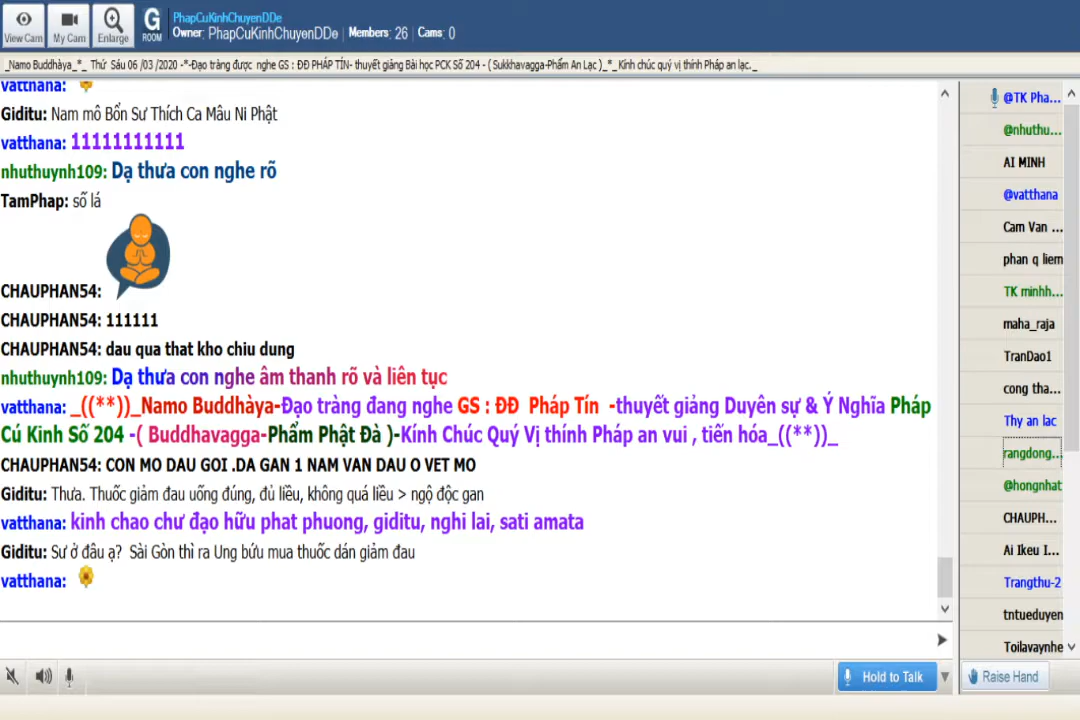 PhapCuKinhChuyenDDe
View Cam My Cam Enlarge G ROOM Owner: PhapCuKinhChuyenDDe | Members: 26 | Cams: 0
_Namo Buddhàya_*_ Thứ Sáu 06 /03 /2020 -*-Đạo tràng được nghe GS : ĐĐ PHÁP TÍN- thuyết giảng Bài học PCK Số 204 - ( Sukkhavagga-Phẩm An Lạc )_*_Kính chúc quý vị thính Pháp an lạc._
vatthana:
Giditu: Nam mô Bổn Sư Thích Ca Mâu Ni Phật
vatthana: 11111111111
nhuthuynh109: Dạ thưa con nghe rõ
TamPhap: số lá
CHAUPHAN54:
CHAUPHAN54: 111111
CHAUPHAN54: dau qua that kho chiu dung
nhuthuynh109: Dạ thưa con nghe âm thanh rõ và liên tục
vatthana: _((**))_Namo Buddhàya-Đạo tràng đang nghe GS : ĐĐ Pháp Tín -thuyết giảng Duyên sự & Ý Nghĩa Pháp
Cú Kinh Số 204 -( Buddhavagga-Phẩm Phật Đà )-Kính Chúc Quý Vị thính Pháp an vui , tiến hóa_((**))_
CHAUPHAN54: CON MO DAU GOI .DA GAN 1 NAM VAN DAU O VET MO
Giditu: Thưa. Thuốc giảm đau uống đúng, đủ liều, không quá liều > ngộ độc gan
vatthana: kinh chao chư đạo hữu phat phuong, giditu, nghi lai, sati amata
Giditu: Sư ở đâu ạ? Sài Gòn thì ra Ung bứu mua thuốc dán giảm đau
vatthana:
@TK Pha...
@nhuthu...
AI MINH
@vatthana
Cam Van ...
phan q liem
TK minhh...
maha_raja
TranDao1
cong tha...
Thy an lac
rangdong...
@hongnhat
CHAUPH...
Ai Ikeu I...
Trangthu-2
tntueduyen
Toilavaynhe
Hold to Talk
Raise Hand